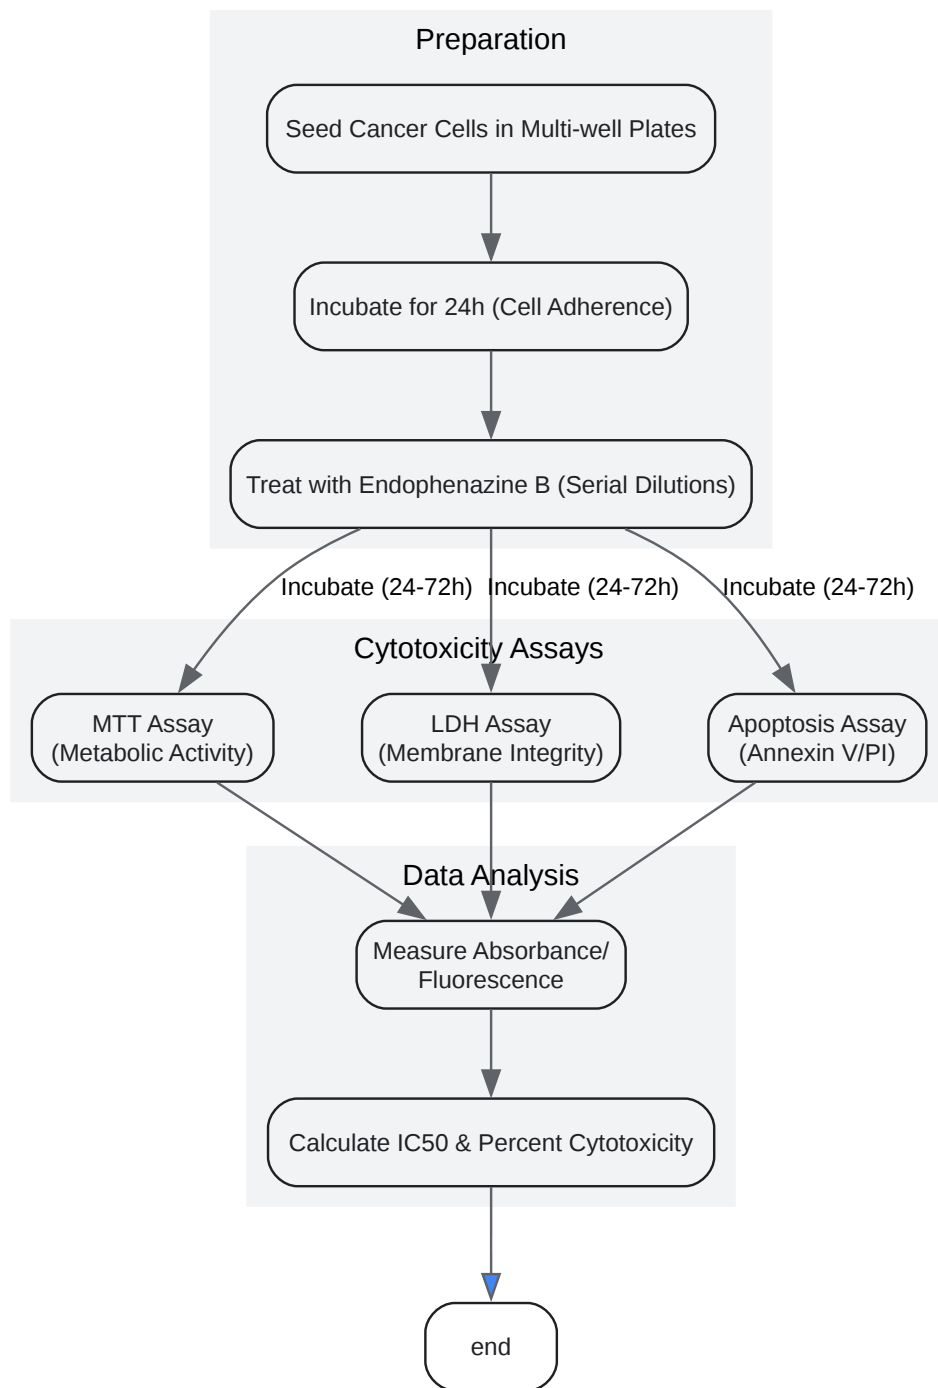 Preparation
Seed Cancer Cells in Multi-well Plates
Incubate for 24h (Cell Adherence)
Treat with Endophenazine B (Serial Dilutions)
Incubate (24-72h)
Incubate (24-72h)
Incubate (24-72h)
Cytotoxicity Assays
MTT Assay
(Metabolic Activity)
LDH Assay
(Membrane Integrity)
Apoptosis Assay
(Annexin V/PI)
Data Analysis
Measure Absorbance/
Fluorescence
Calculate IC50 & Percent Cytotoxicity
end